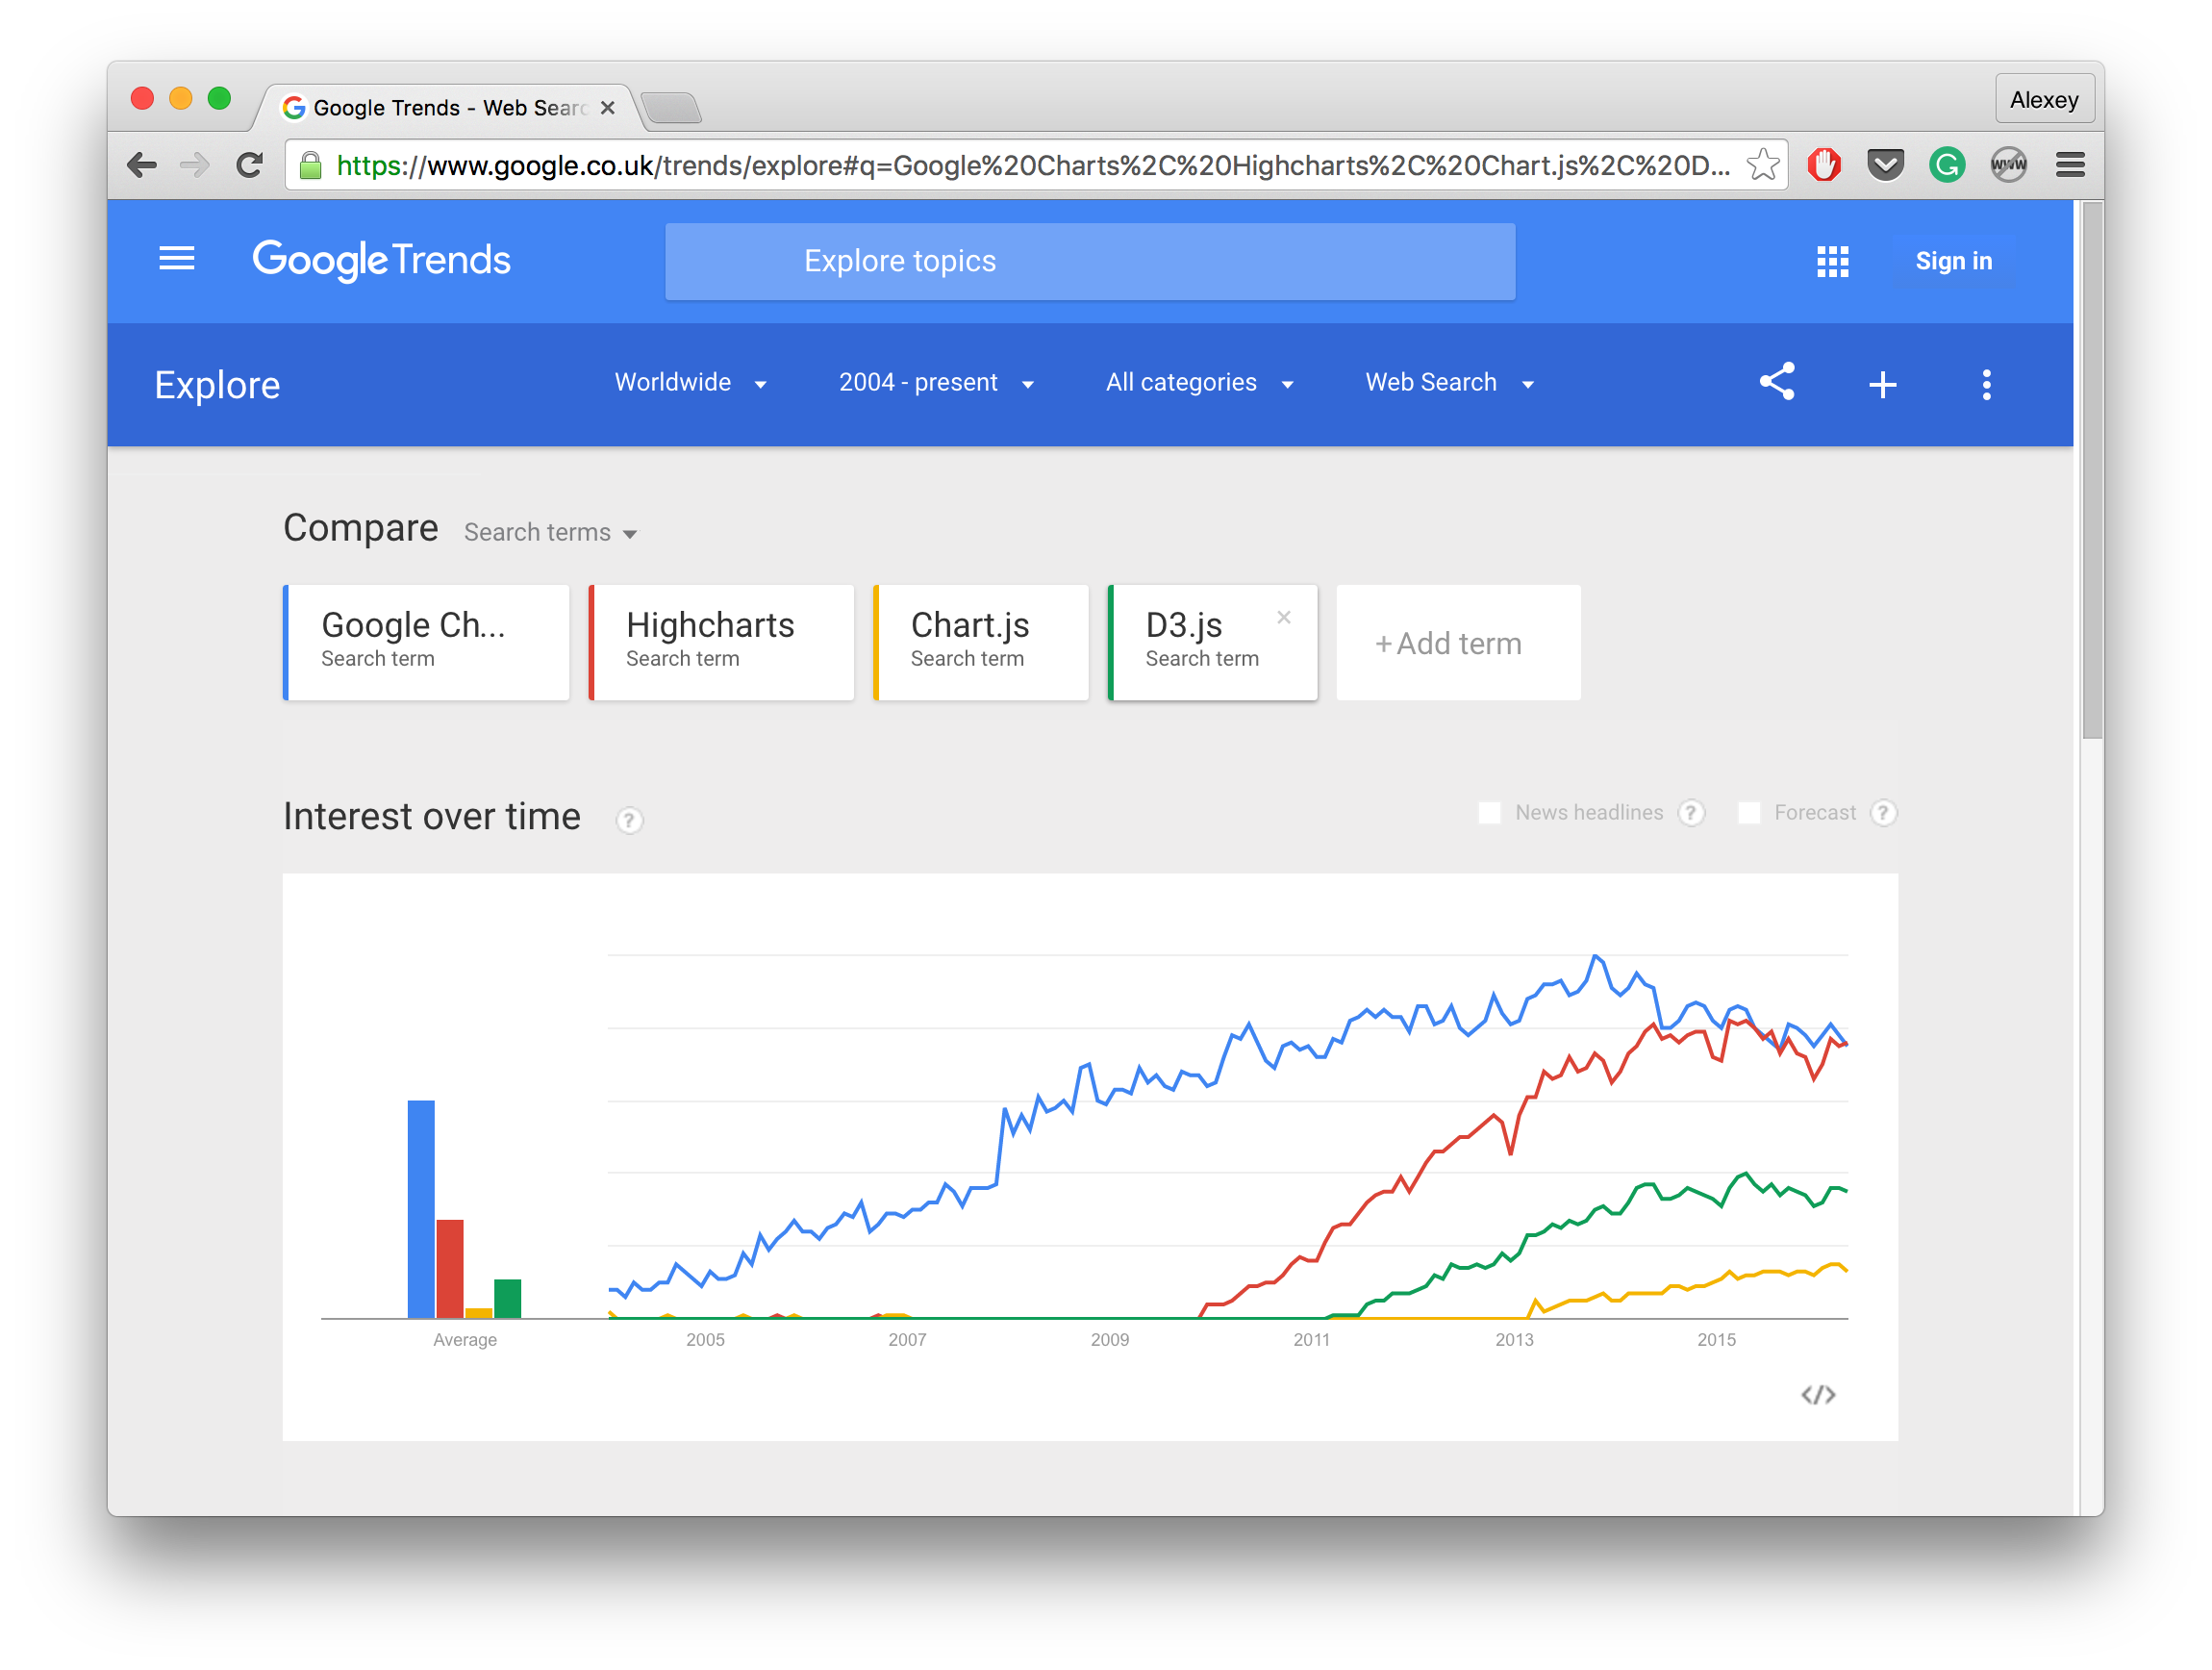 Google Trends - Web Searc
Alexey
https://www.google.co.uk/trends/explore#q=Google%20Charts%2C%20Highcharts%2C%20Chart.js%2C%20D...
G
www
Google Trends
Explore topics
Sign in
Explore
Worldwide
2004 - present
All categories
Web Search
Compare
Search terms
Google Ch...
Search term
Highcharts
Search term
Chart.js
Search term
D3.js
Search term
+Add term
Interest over time
?
News headlines
?
Forecast
?
Average
2005
2007
2009
2011
2013
2015